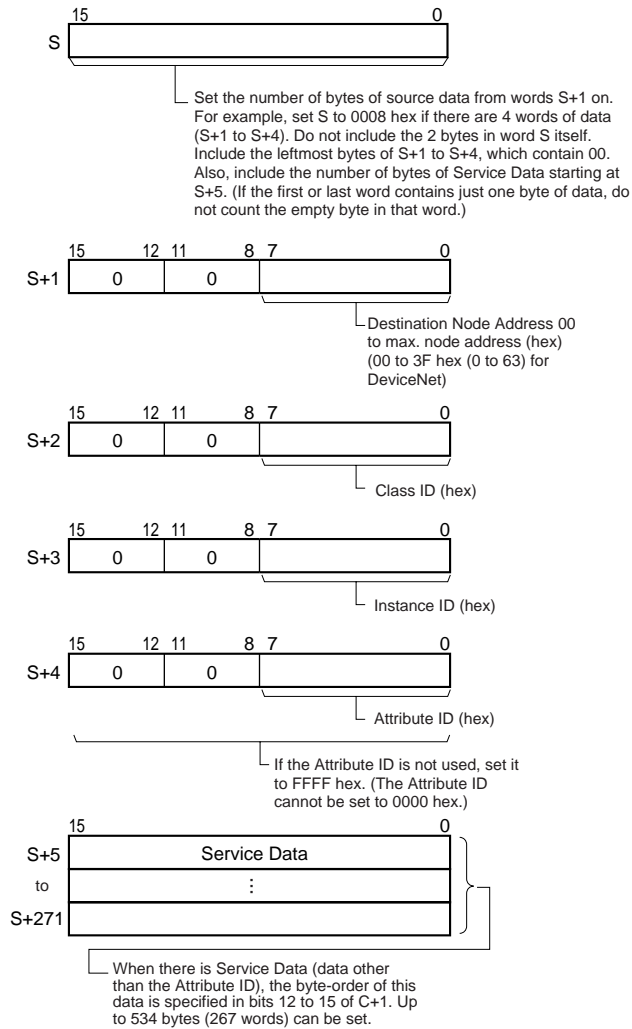 15 0
S
Set the number of bytes of source data from words S+1 on.
For example, set S to 0008 hex if there are 4 words of data
(S+1 to S+4). Do not include the 2 bytes in word S itself.
Include the leftmost bytes of S+1 to S+4, which contain 00.
Also, include the number of bytes of Service Data starting at
S+5. (If the first or last word contains just one byte of data, do
not count the empty byte in that word.)
15 12 11 8 7 0
S+1 0 0
Destination Node Address 00
to max. node address (hex)
(00 to 3F hex (0 to 63) for
DeviceNet)
15 12 11 8 7 0
S+2 0 0
Class ID (hex)
15 12 11 8 7 0
S+3 0 0
Instance ID (hex)
15 12 11 8 7 0
S+4 0 0
Attribute ID (hex)
If the Attribute ID is not used, set it
to FFFF hex. (The Attribute ID
cannot be set to 0000 hex.)
15 0
S+5 Service Data
to ⋮
S+271
When there is Service Data (data other
than the Attribute ID), the byte-order of this
data is specified in bits 12 to 15 of C+1. Up
to 534 bytes (267 words) can be set.